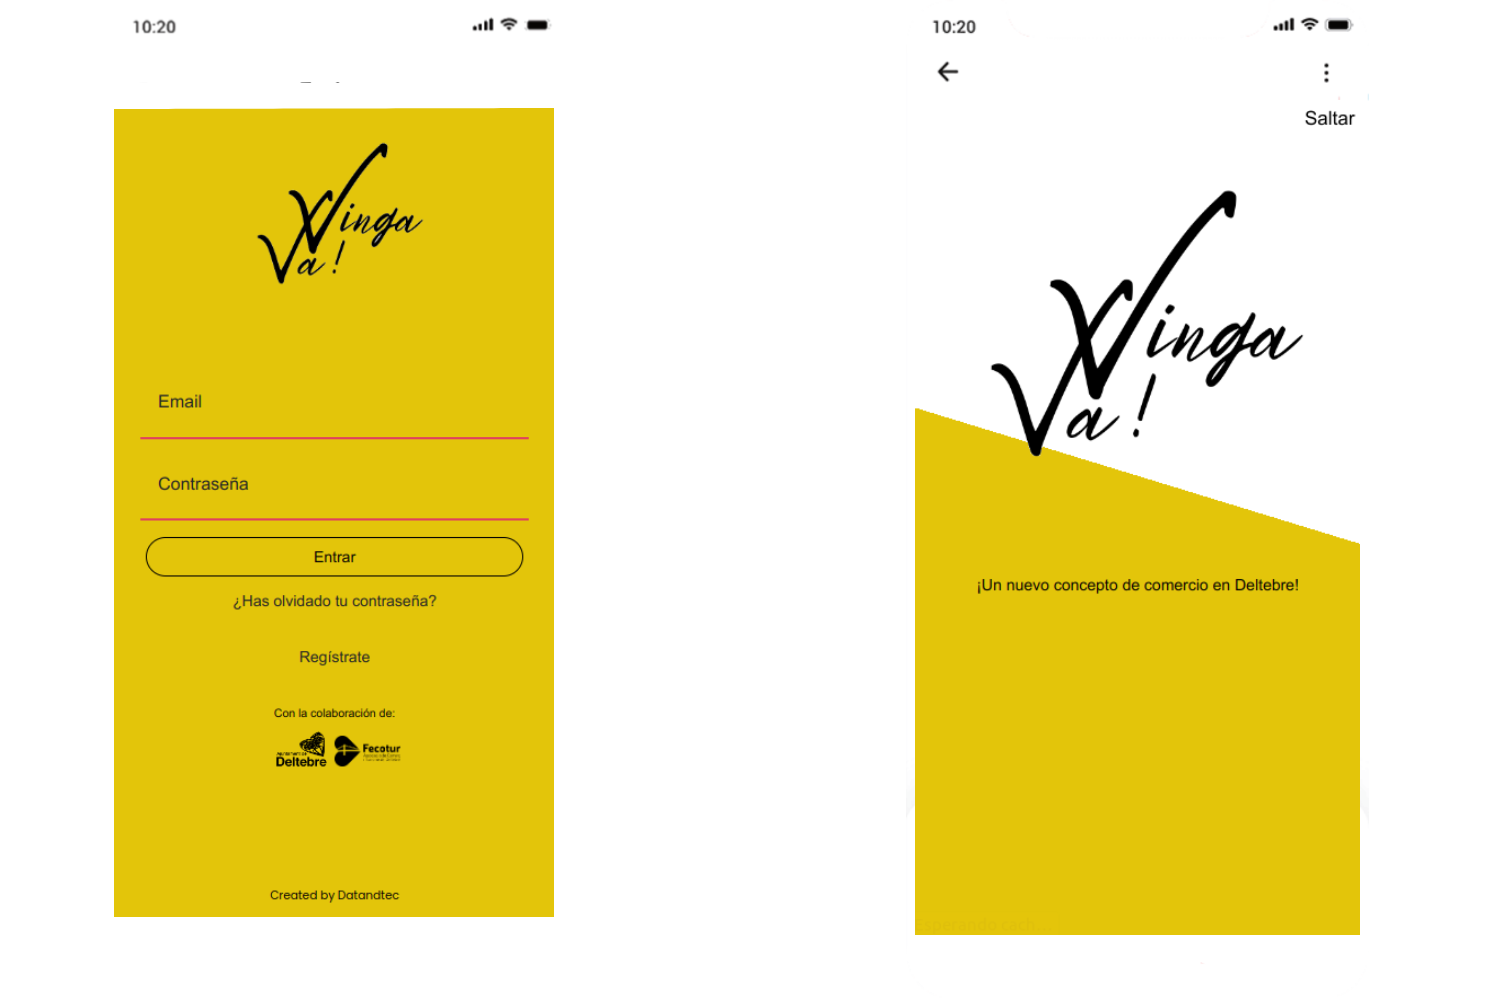 10:20
Vinga
Va!
Email
Contraseña
Entrar
¿Has olvidado tu contraseña?
Regístrate
Con la colaboración de:
Deltebre
Fecotur
Created by Datandtec
10:20
Saltar
Vinga
Va!
¡Un nuevo concepto de comercio en Deltebre!